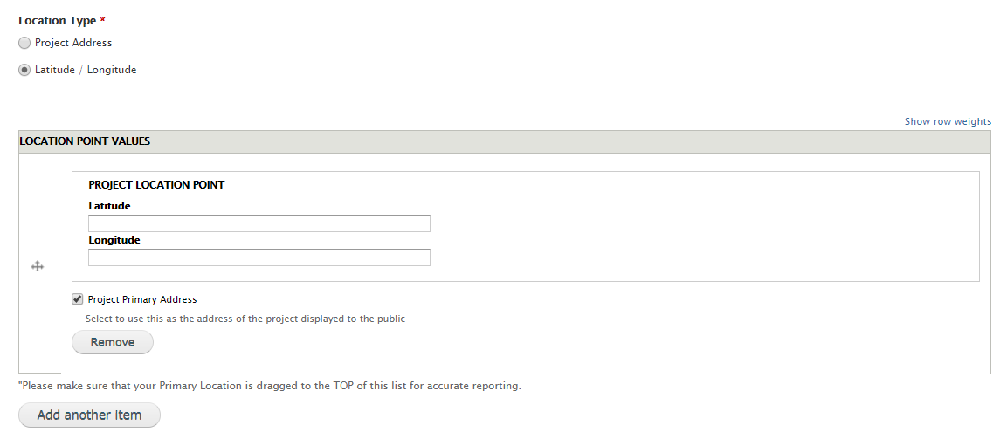 Location Type *
Project Address
Latitude / Longitude
Show row weights
LOCATION POINT VALUES
PROJECT LOCATION POINT
Latitude
Longitude
Project Primary Address
Select to use this as the address of the project displayed to the public
Remove
"Please make sure that your Primary Location is dragged to the TOP of this list for accurate reporting.
Add another item